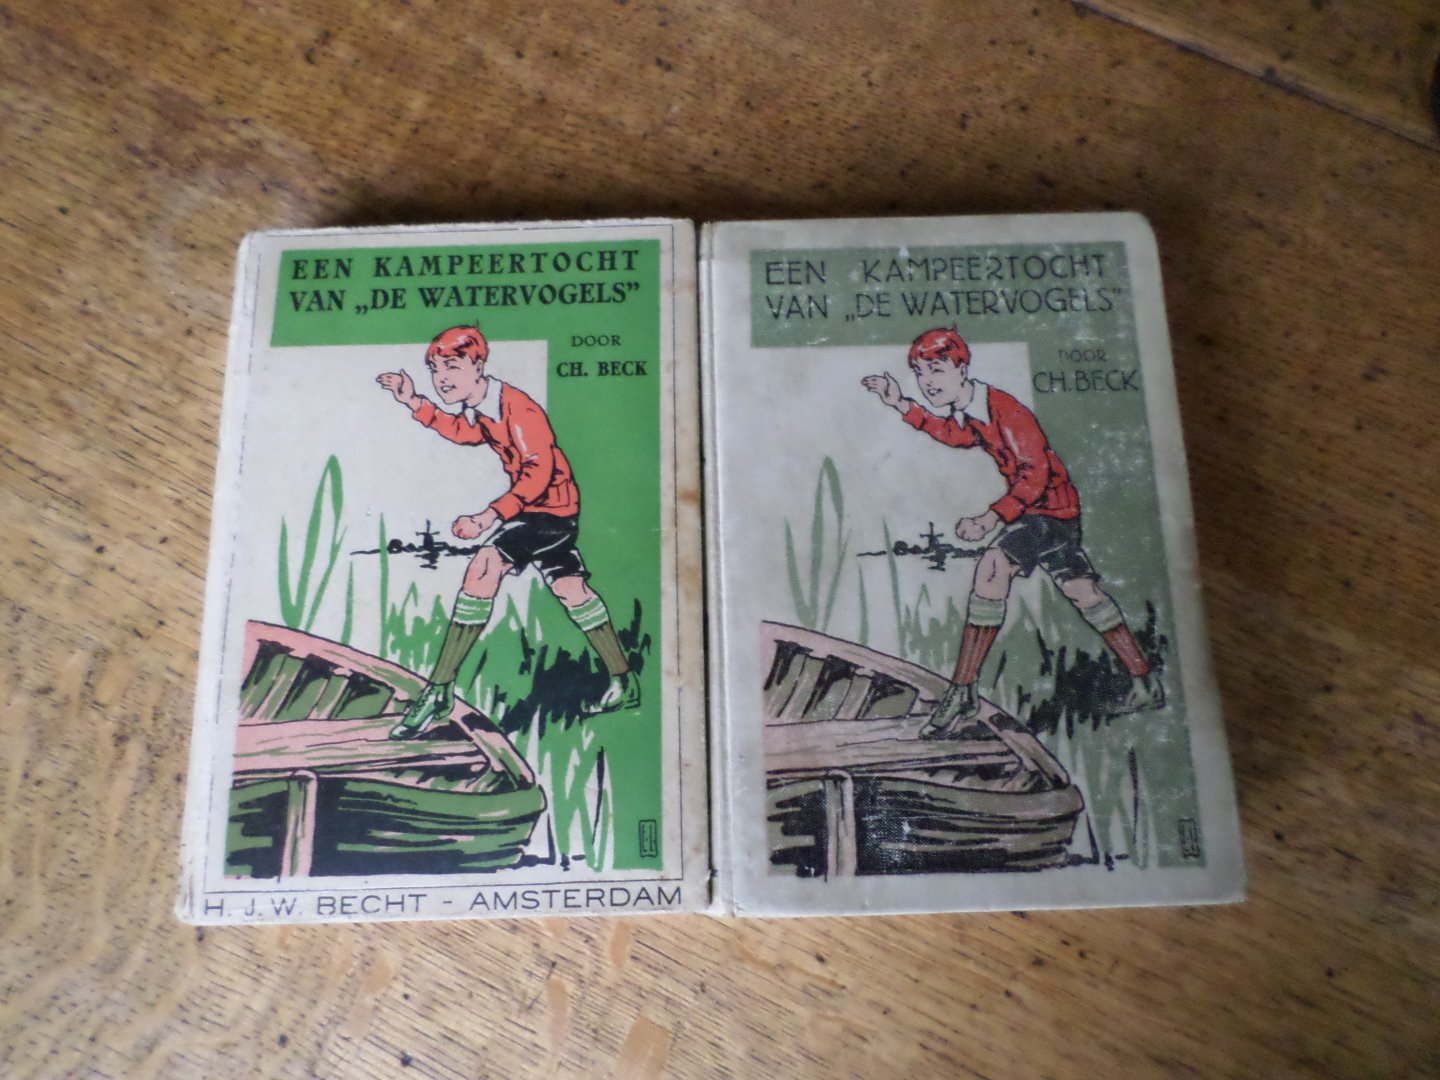 EEN KAMPEERTOCHT
VAN „DE WATERVOGELS”
DOOR
CH. BECK
H. J. W. BECHT - AMSTERDAM
EEN KAMPEERTOCHT
VAN „DE WATERVOGELS”
DOOR
CH. BECK